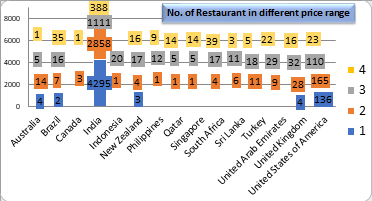 No. of Restaurant in different price range
388
6000
1111
1 35 1 16 9 14 14 39 3 5 22 16 23
4000
2858
5 16 20 17 12 5 5 17 11 18 29 32 110
2000
14 7 3 4295 1 4 1 1 1 4 6 11 9 28 165
0
4 2 3 4 136
Australia
Brazil
Canada
India
Indonesia
New Zealand
Philippines
Qatar
Singapore
South Africa
Sri Lanka
Turkey
United Arab Emirates
United Kingdom
United States of America
4
3
2
1